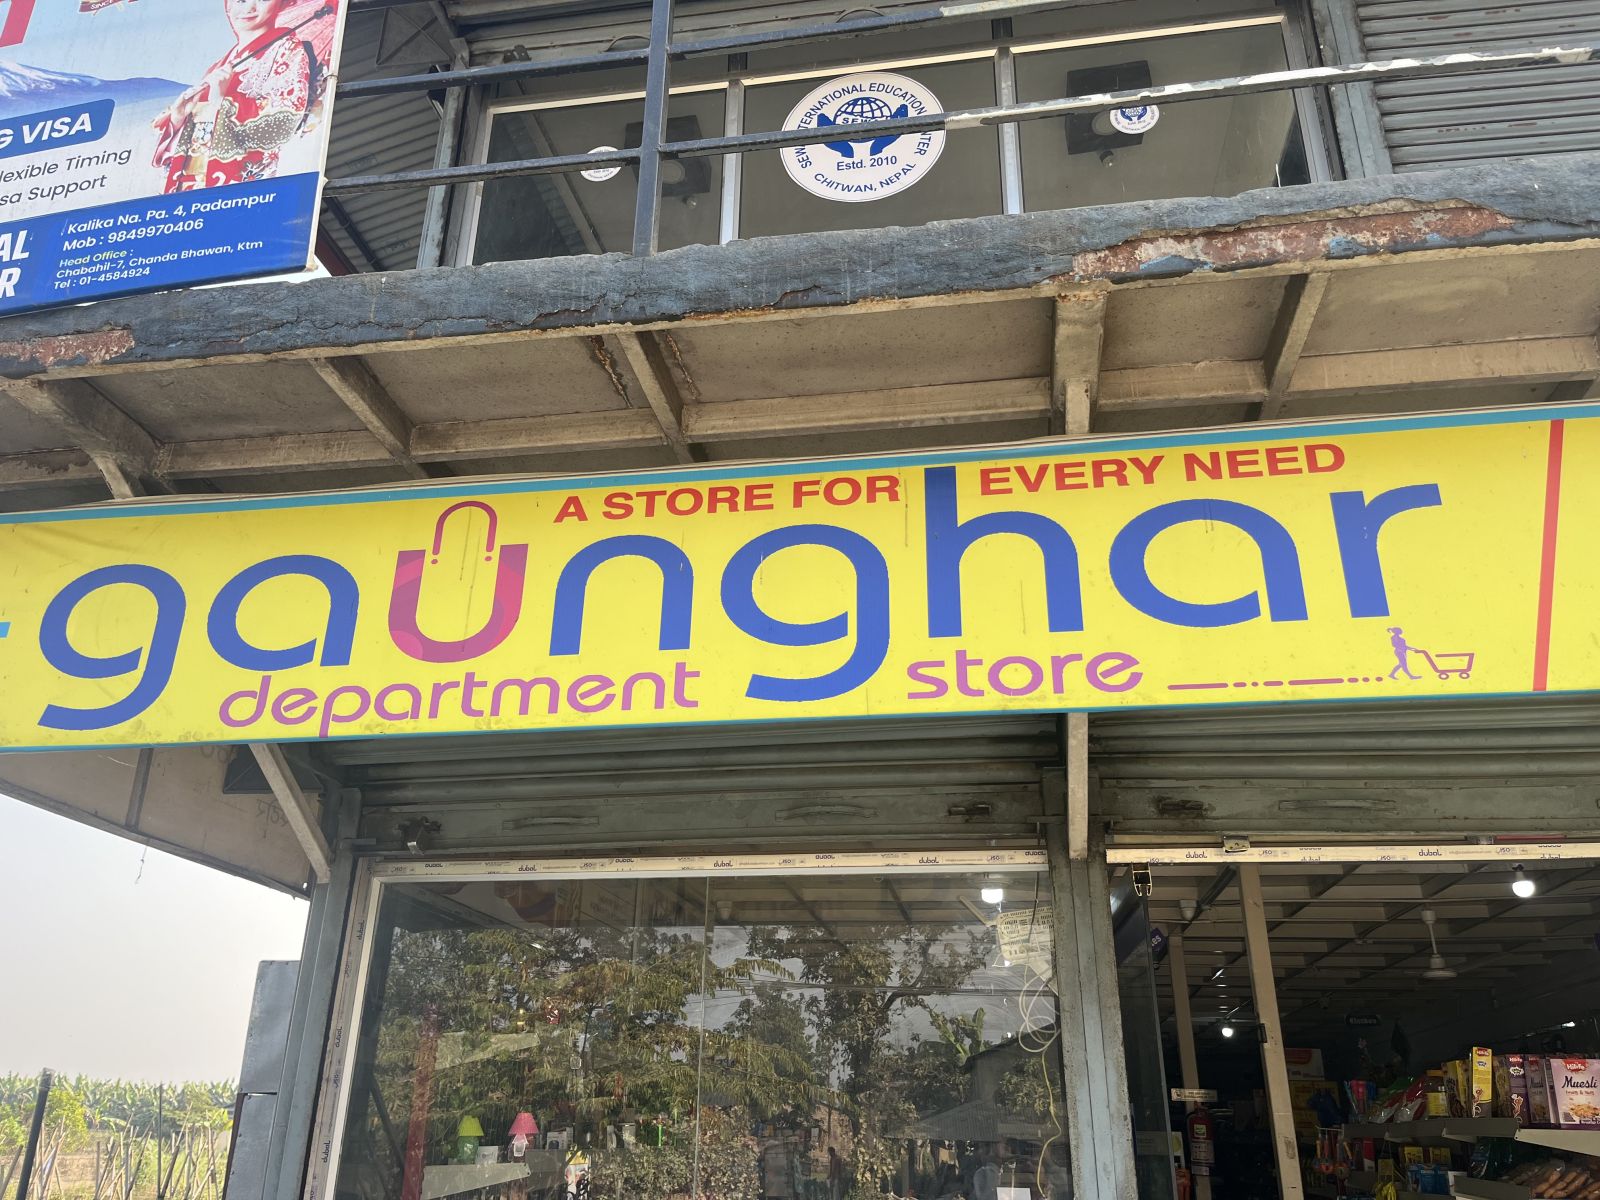 G VISA
lexible Timing
sa Support
AL
R
Kalika Na. Pa. 4, Padampur
Mob : 9849970406
Head Office :
Chabahil-7, Chanda Bhawan, Ktm
Tel : 01-4584924
INTERNATIONAL EDUCATION
Estd. 2010
CHITWAN, NEPAL
A STORE FOR EVERY NEED
gaunghar
department store
dubal
Muesli